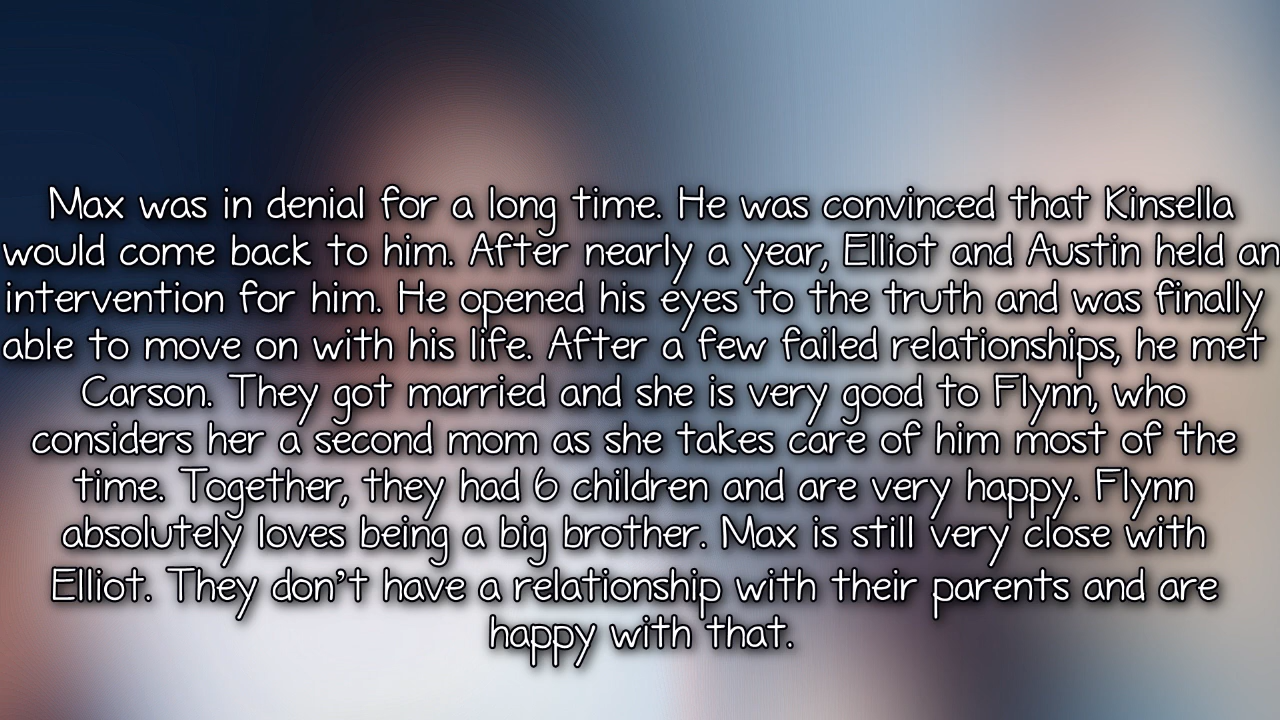 Max was in denial for a long time. He was convinced that Kinsella
would come back to him. After nearly a year, Elliot and Austin held an
intervention for him. He opened his eyes to the truth and was finally
able to move on with his life. After a few failed relationships, he met
Carson. They got married and she is very good to Flynn, who
considers her a second mom as she takes care of him most of the
time. Together, they had 6 children and are very happy. Flynn
absolutely loves being a big brother. Max is still very close with
Elliot. They don’t have a relationship with their parents and are
happy with that.